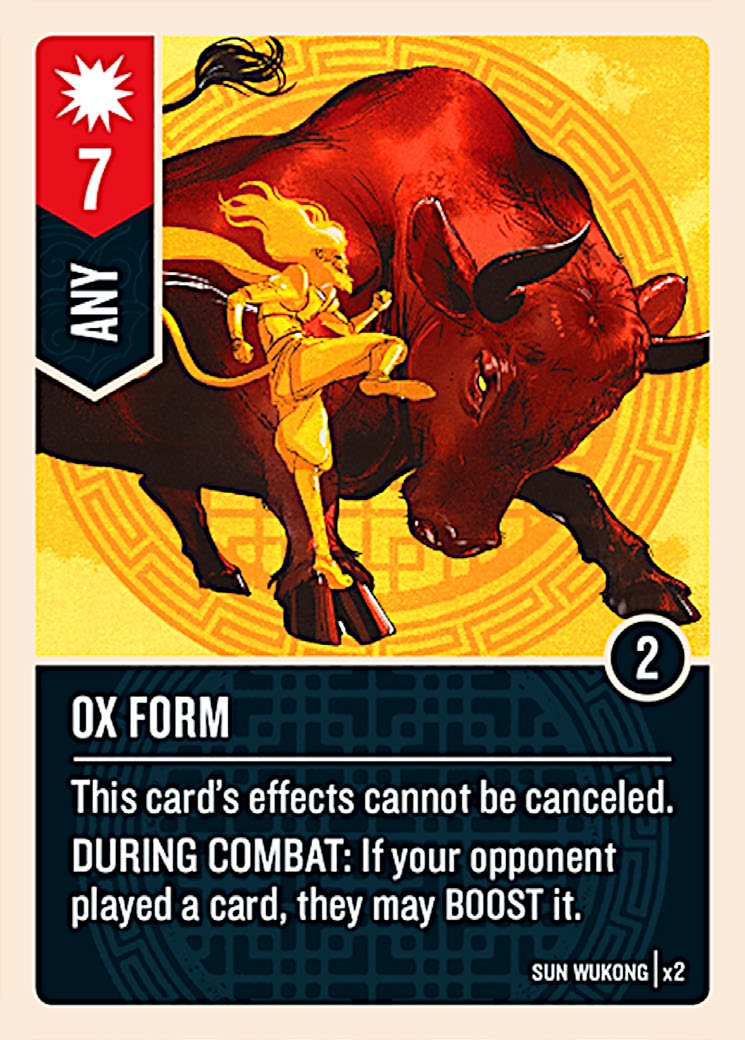 7
ANY
2
OX FORM
This card's effects cannot be canceled.
DURING COMBAT: If your opponent
played a card, they may BOOST it.
SUN WUKONG | x2